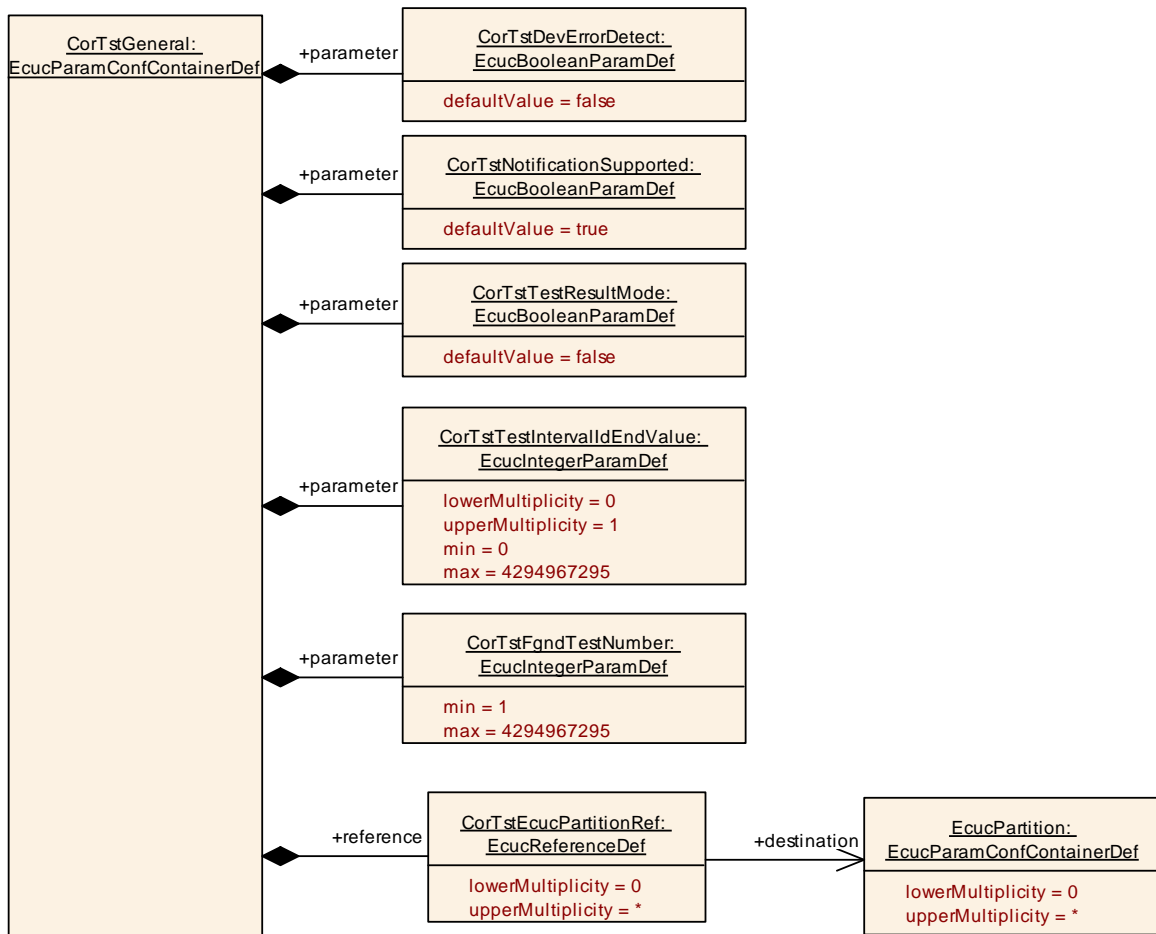 CorTstGeneral:
EcucParamConfContainerDef
+parameter
CorTstDevErrorDetect:
EcucBooleanParamDef
defaultValue = false
+parameter
CorTstNotificationSupported:
EcucBooleanParamDef
defaultValue = true
+parameter
CorTstTestResultMode:
EcucBooleanParamDef
defaultValue = false
+parameter
CorTstTestIntervalIdEndValue:
EcucIntegerParamDef
lowerMultiplicity = 0
upperMultiplicity = 1
min = 0
max = 4294967295
+parameter
CorTstFgndTestNumber:
EcucIntegerParamDef
min = 1
max = 4294967295
+reference
CorTstEcucPartitionRef:
EcucReferenceDef
lowerMultiplicity = 0
upperMultiplicity = *
+destination
EcucPartition:
EcucParamConfContainerDef
lowerMultiplicity = 0
upperMultiplicity = *